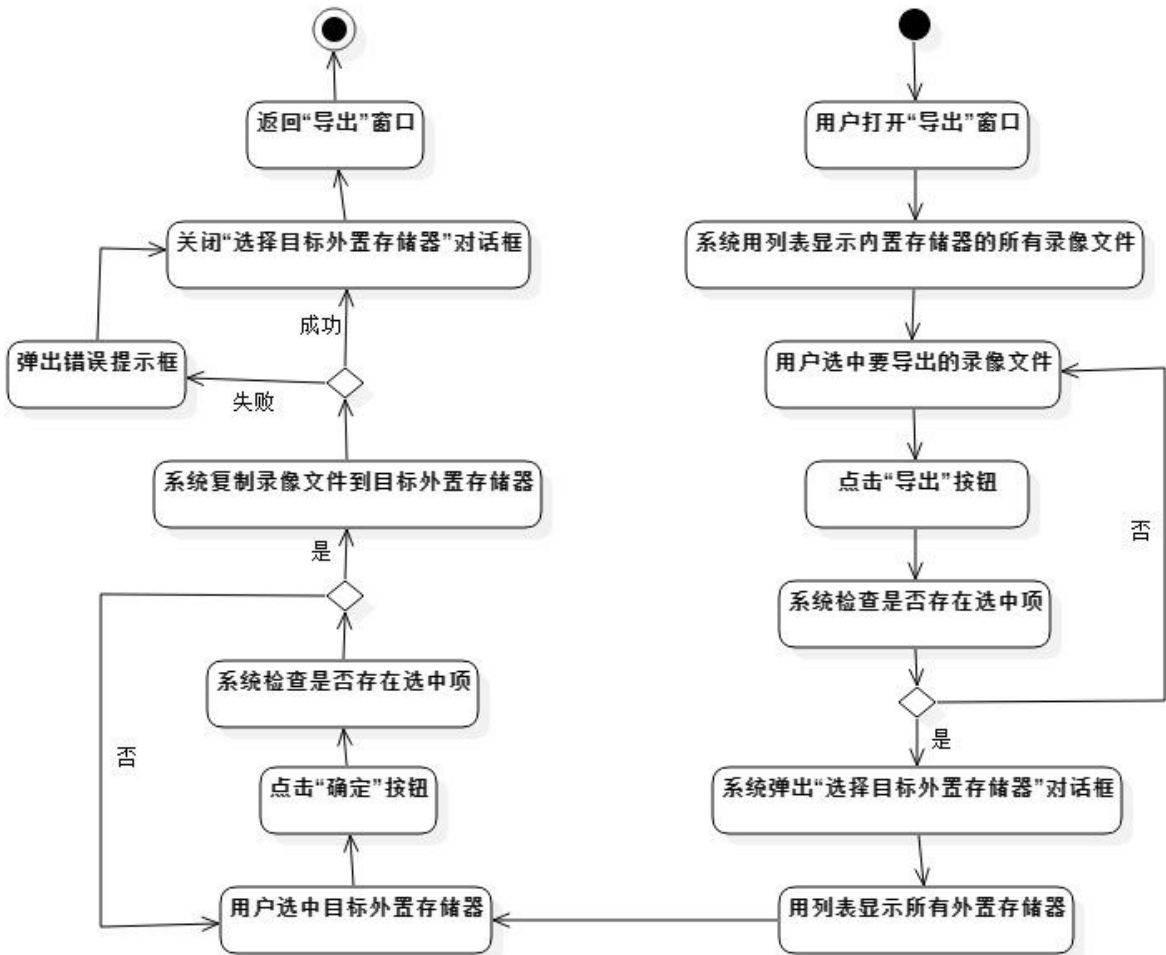 用户打开“导出”窗口
系统用列表显示内置存储器的所有录像文件
用户选中要导出的录像文件
点击“导出”按钮
系统检查是否存在选中项
否
是
系统弹出“选择目标外置存储器”对话框
用列表显示所有外置存储器
用户选中目标外置存储器
点击“确定”按钮
系统检查是否存在选中项
否
是
系统复制录像文件到目标外置存储器
失败
成功
弹出错误提示框
关闭“选择目标外置存储器”对话框
返回“导出”窗口